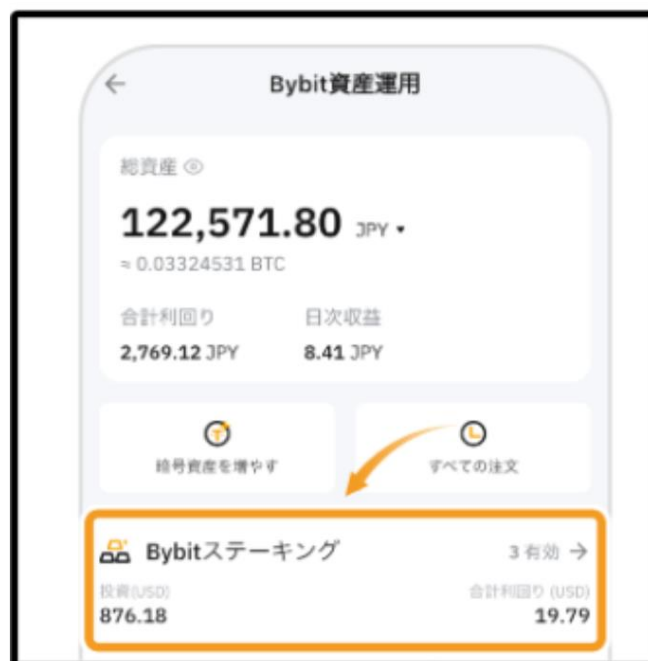 Bybit資産運用
総資産
122,571.80 JPY
≈ 0.03324531 BTC
合計利回り 日次収益
2,769.12 JPY 8.41 JPY
暗号資産を増やす すべての注文
Bybitステーキング 3 有効
投資(USD) 合計利回り (USD)
876.18 19.79